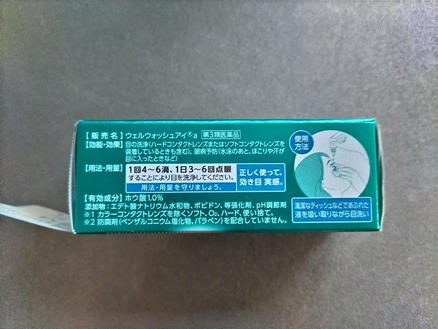 【販売名】ウェルウォッシュアイ®a 第3類医薬品
【効能・効果】目の洗浄(ハードコンタクトレンズまたはソフトコンタクトレンズを
装着しているときも含む)、眼病予防(水泳のあと、ほこりや汗が
目に入ったときなど)
【用法・用量】1回4〜6滴、1日3〜6回点眼
することにより目を洗浄してください。
用法・用量を守りましょう。
正しく使って、
効き目 実感。
【有効成分】ホウ酸1.0%
添加物:エデト酸ナトリウム水和物、ポビドン、等張化剤、pH調節剤
※1 カラーコンタクトレンズを除くソフト、O₂、ハード、使い捨て。
※2 防腐剤(ベンザルコニウム塩化物、パラベン)を配合していません。
使用
方法
清潔なティッシュなどであふれた
液を吸い取りながら目洗い